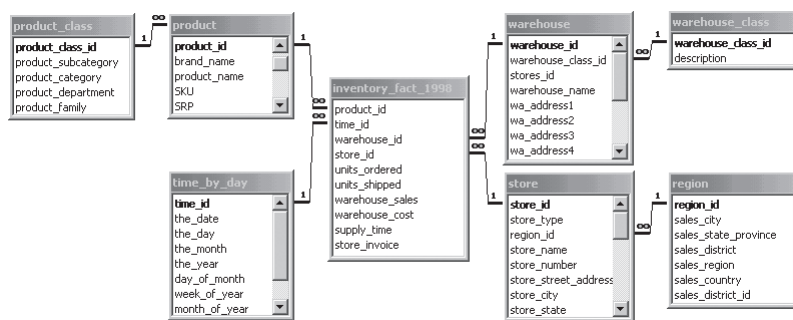 product_class
product_class_id
product_subcategory
product_category
product_department
product_family
∞
1
product
product_id
brand_name
product_name
SKU
SRP
1
∞
∞
inventory_fact_1998
product_id
time_id
warehouse_id
store_id
units_ordered
units_shipped
warehouse_sales
warehouse_cost
supply_time
store_invoice
time_by_day
time_id
the_date
the_day
the_month
the_year
day_of_month
week_of_year
month_of_year
1
warehouse
warehouse_id
warehouse_class_id
stores_id
warehouse_name
wa_address1
wa_address2
wa_address3
wa_address4
1
∞
∞
1
∞
1
warehouse_class
warehouse_class_id
description
store
store_id
store_type
region_id
store_name
store_number
store_street_address
store_city
store_state
1
∞
region
region_id
sales_city
sales_state_province
sales_district
sales_region
sales_country
sales_district_id